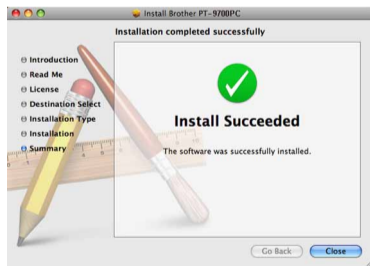 Install Brother PT-9700PC
Installation completed successfully
Introduction
Read Me
License
Destination Select
Installation Type
Installation
Summary
Install Succeeded
The software was successfully installed.
Go Back
Close